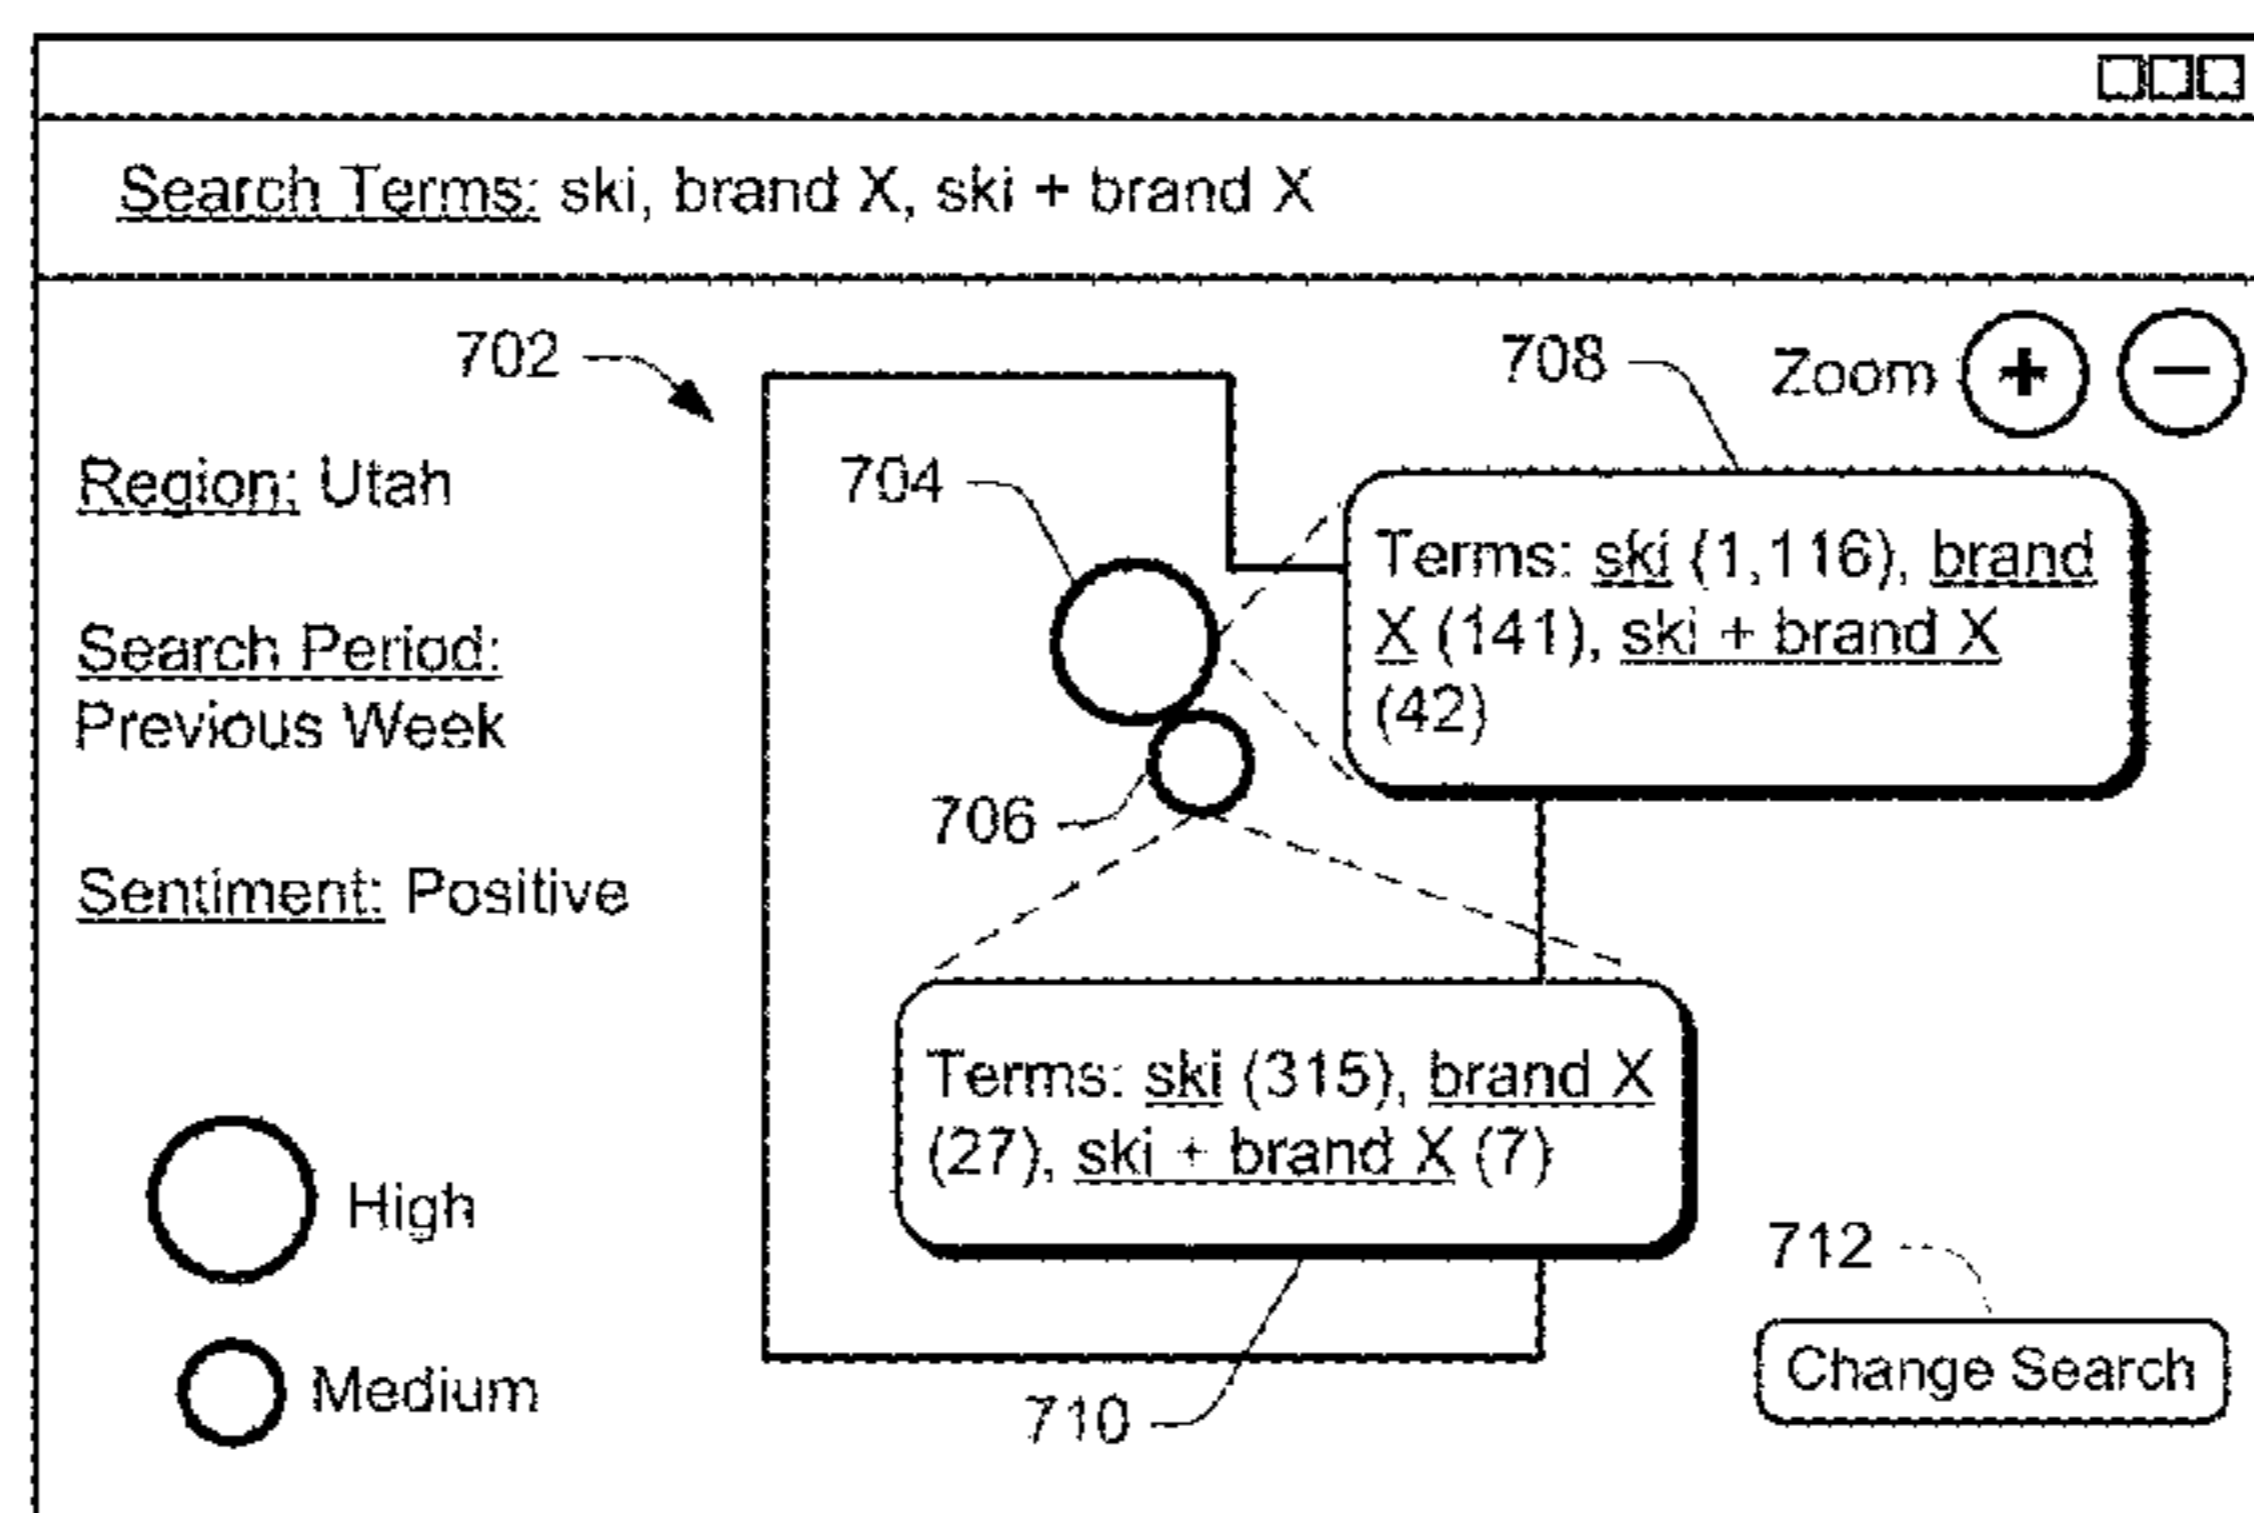 Search Terms: ski, brand X, ski + brand X
702
708
Zoom + −
704
Region: Utah
Terms: ski (1,116), brand
X (141), ski + brand X
(42)
Search Period:
Previous Week
706
Sentiment: Positive
Terms: ski (315), brand X
(27), ski + brand X (7)
High
712
Medium
Change Search
710